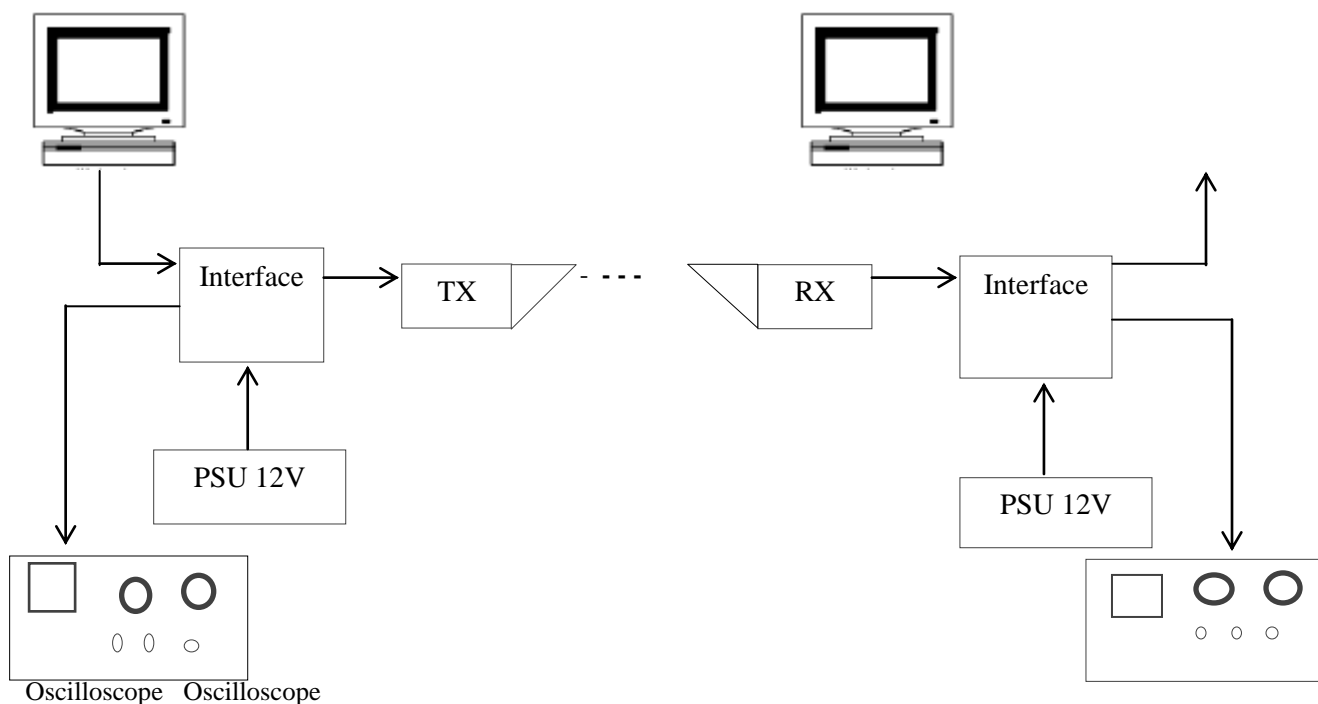 Interface
TX
RX
Interface
PSU 12V
PSU 12V
Oscilloscope Oscilloscope